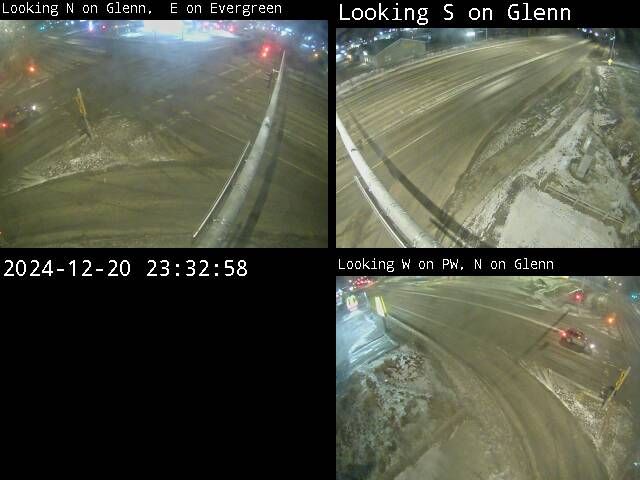 Looking N on Glenn,  E on Evergreen
Looking S on Glenn
2024-12-20 23:32:58
Looking W on PW, N on Glenn